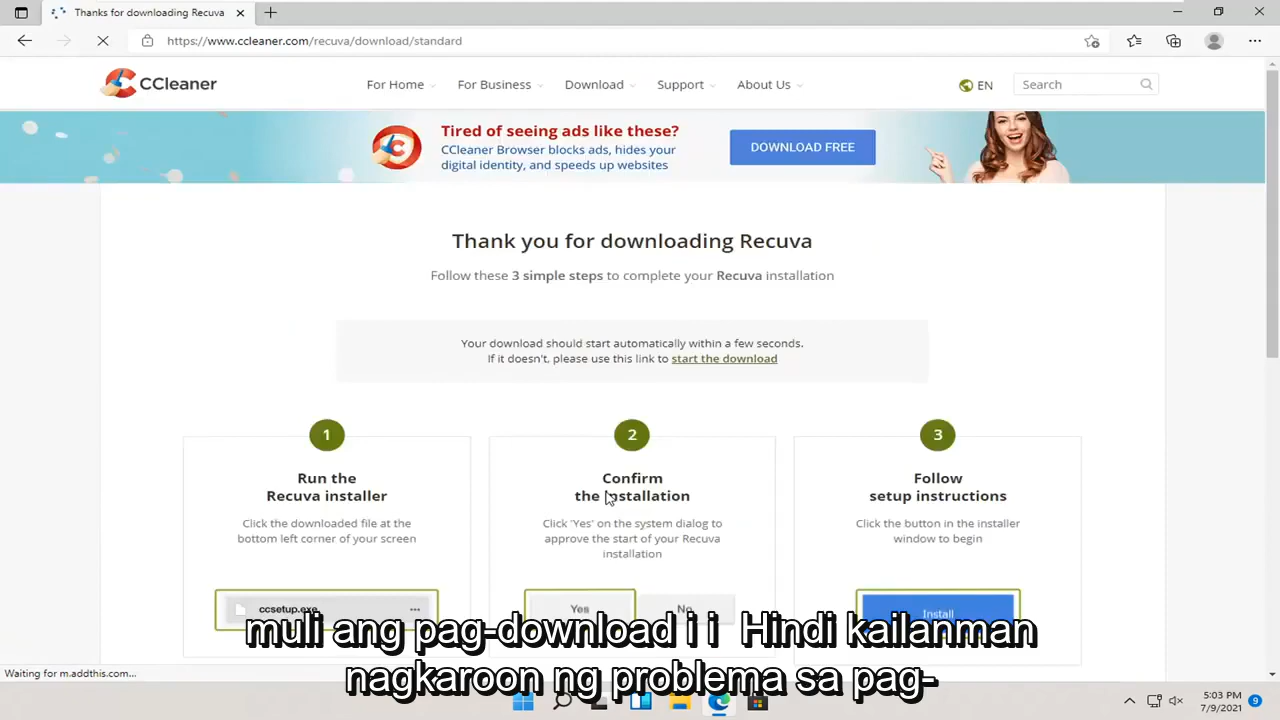 Thanks for downloading Recuva
https://www.ccleaner.com/recuva/download/standard
CCleaner
For Home
For Business
Download
Support
About Us
EN
Search
Tired of seeing ads like these?
CCleaner Browser blocks ads, hides your
digital identity, and speeds up websites
DOWNLOAD FREE
Thank you for downloading Recuva
Follow these 3 simple steps to complete your Recuva installation
Your download should start automatically within a few seconds.
If it doesn't, please use this link to start the download
1
Run the
Recuva installer
Click the downloaded file at the
bottom left corner of your screen
ccsetup.exe
2
Confirm
the installation
Click 'Yes' on the system dialog to
approve the start of your Recuva
installation
Yes
No
3
Follow
setup instructions
Click the button in the installer
window to begin
Install
muli ang pag-download i i Hindi kailanman
nagkaroon ng problema sa pag-
Waiting for m.addthis.com...
5:03 PM
7/9/2021
9